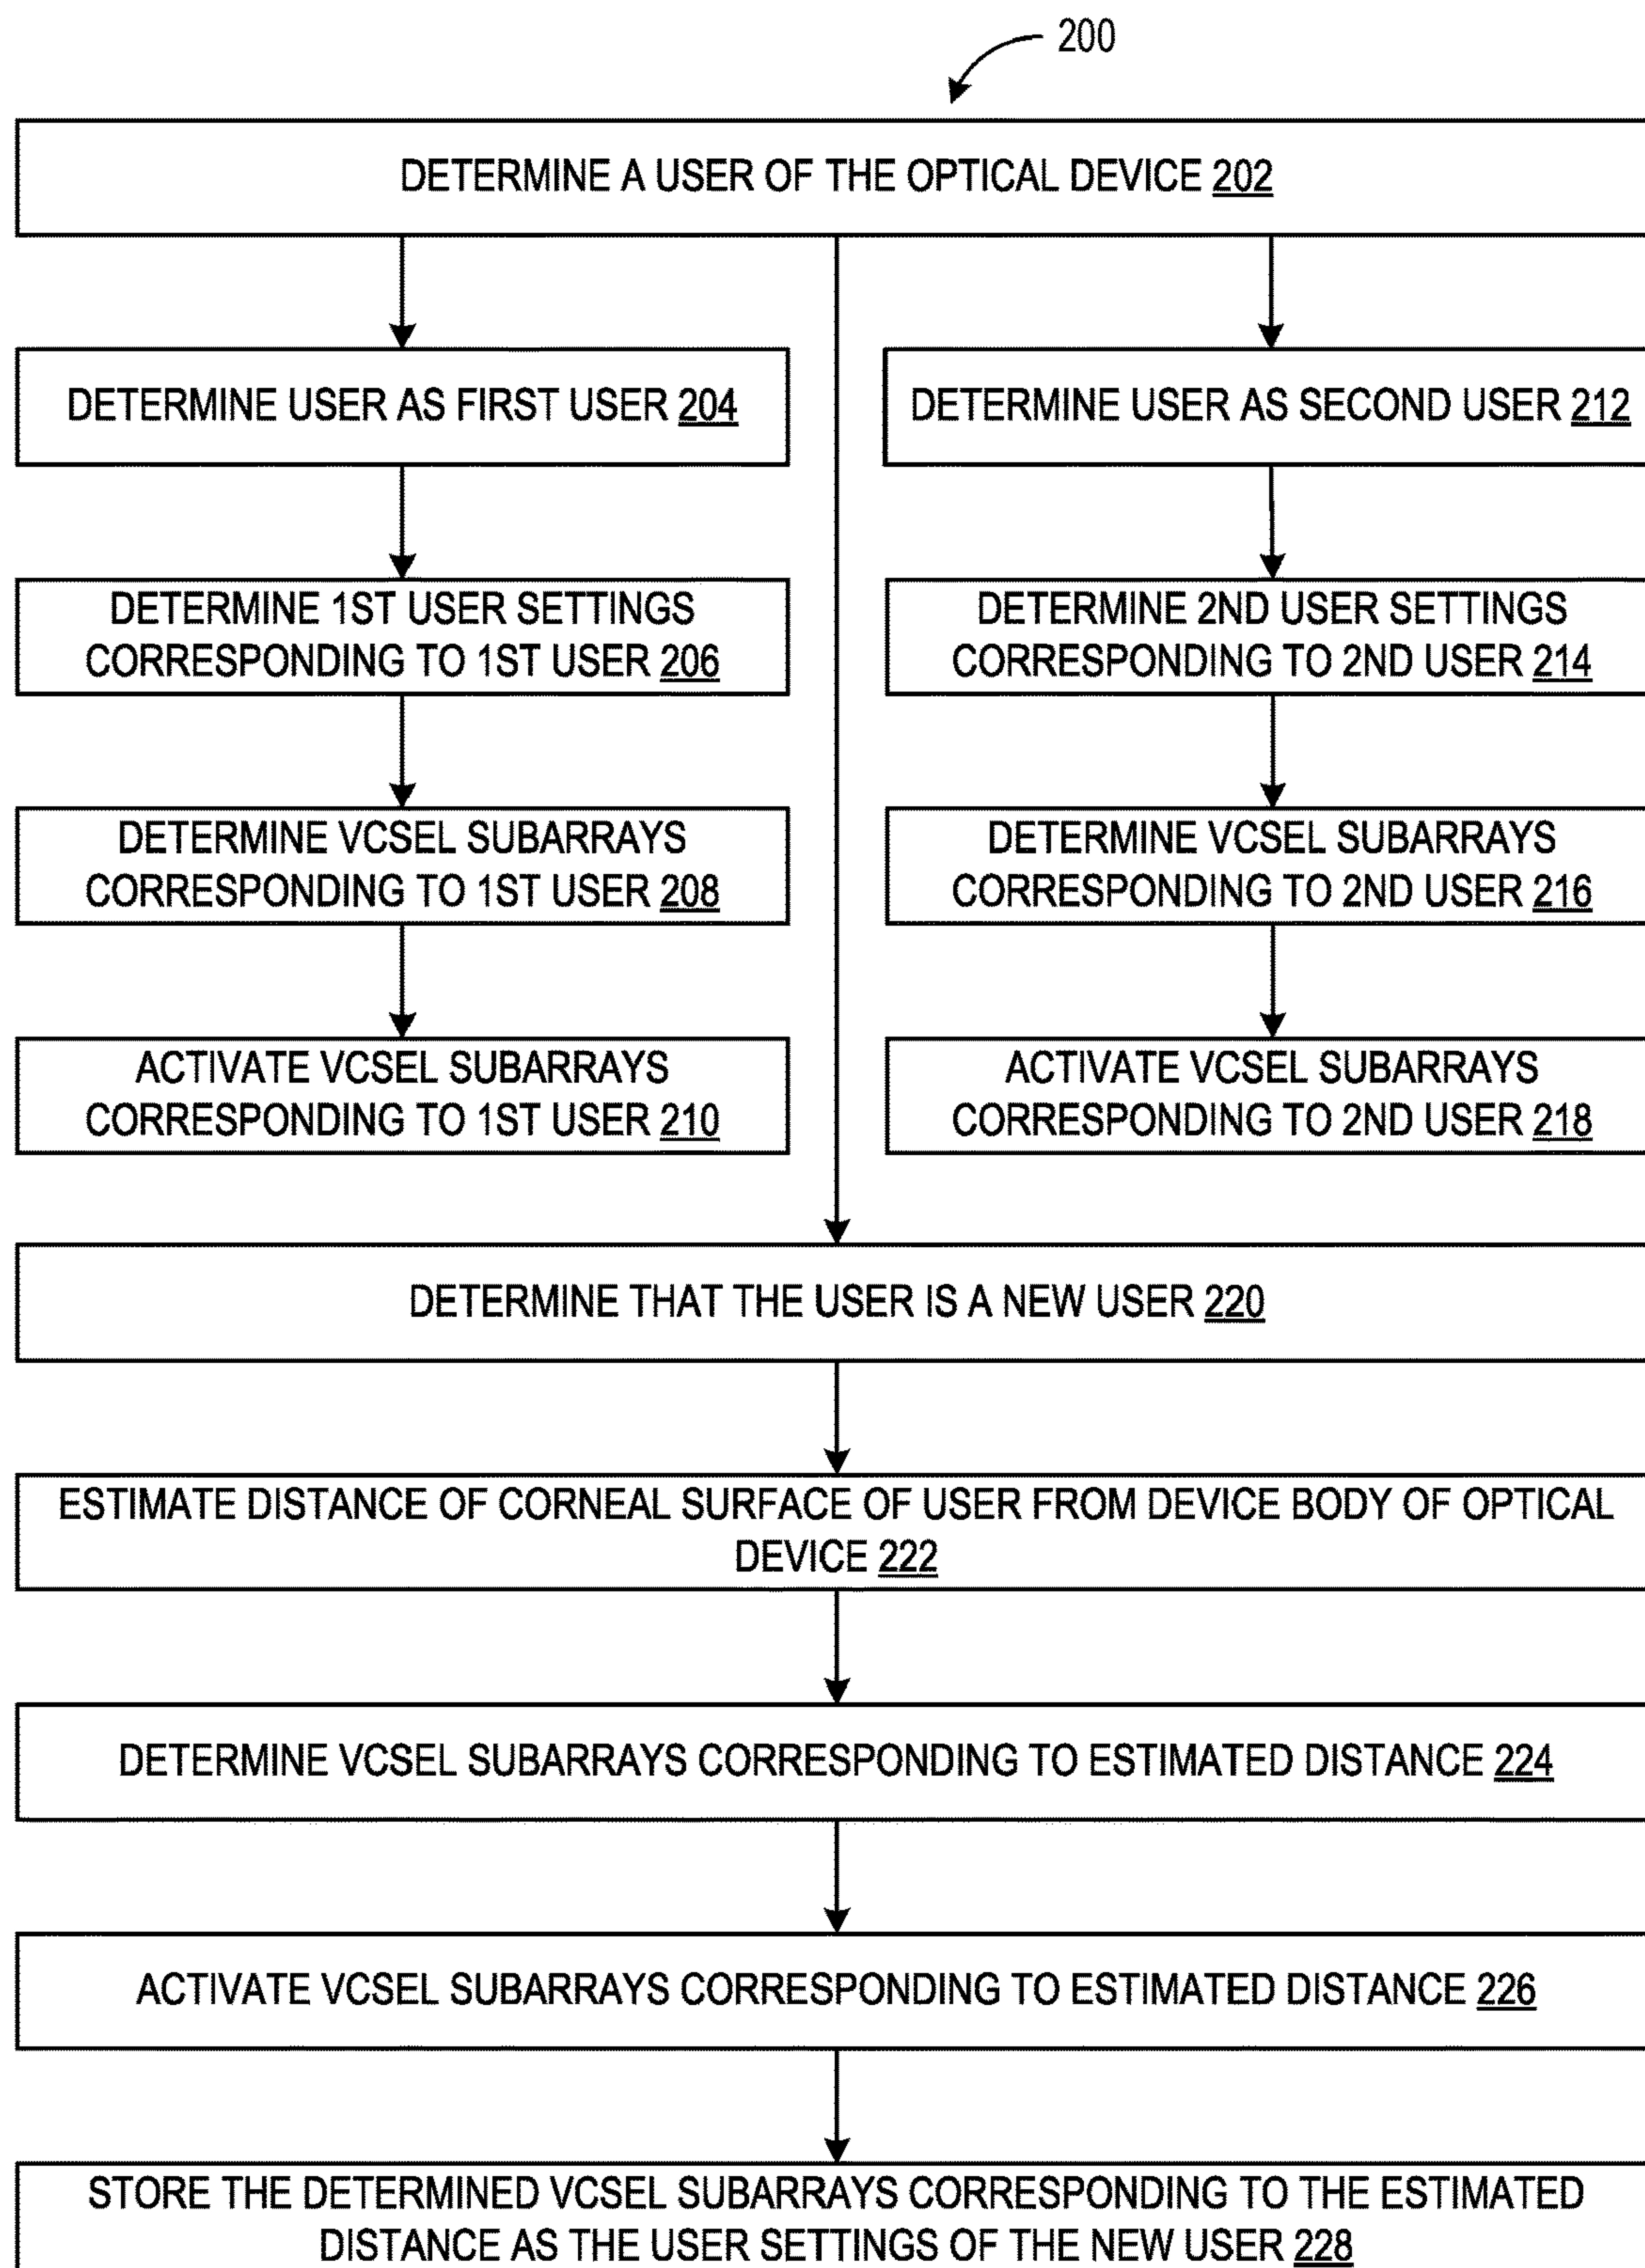 200
DETERMINE A USER OF THE OPTICAL DEVICE 202
DETERMINE USER AS FIRST USER 204
DETERMINE 1ST USER SETTINGS
CORRESPONDING TO 1ST USER 206
DETERMINE VCSEL SUBARRAYS
CORRESPONDING TO 1ST USER 208
ACTIVATE VCSEL SUBARRAYS
CORRESPONDING TO 1ST USER 210
DETERMINE USER AS SECOND USER 212
DETERMINE 2ND USER SETTINGS
CORRESPONDING TO 2ND USER 214
DETERMINE VCSEL SUBARRAYS
CORRESPONDING TO 2ND USER 216
ACTIVATE VCSEL SUBARRAYS
CORRESPONDING TO 2ND USER 218
DETERMINE THAT THE USER IS A NEW USER 220
ESTIMATE DISTANCE OF CORNEAL SURFACE OF USER FROM DEVICE BODY OF OPTICAL
DEVICE 222
DETERMINE VCSEL SUBARRAYS CORRESPONDING TO ESTIMATED DISTANCE 224
ACTIVATE VCSEL SUBARRAYS CORRESPONDING TO ESTIMATED DISTANCE 226
STORE THE DETERMINED VCSEL SUBARRAYS CORRESPONDING TO THE ESTIMATED
DISTANCE AS THE USER SETTINGS OF THE NEW USER 228